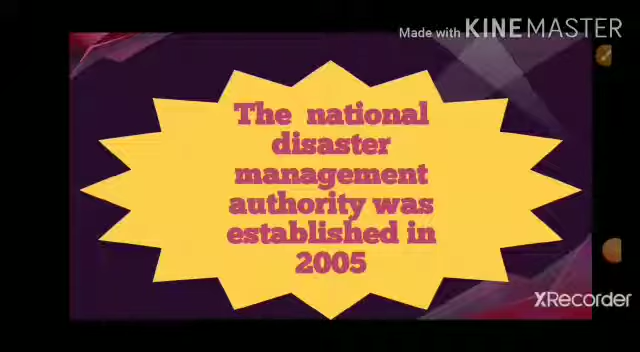 Made with KINEMASTER
The national
disaster
management
authority was
established in
2005
XRecorder